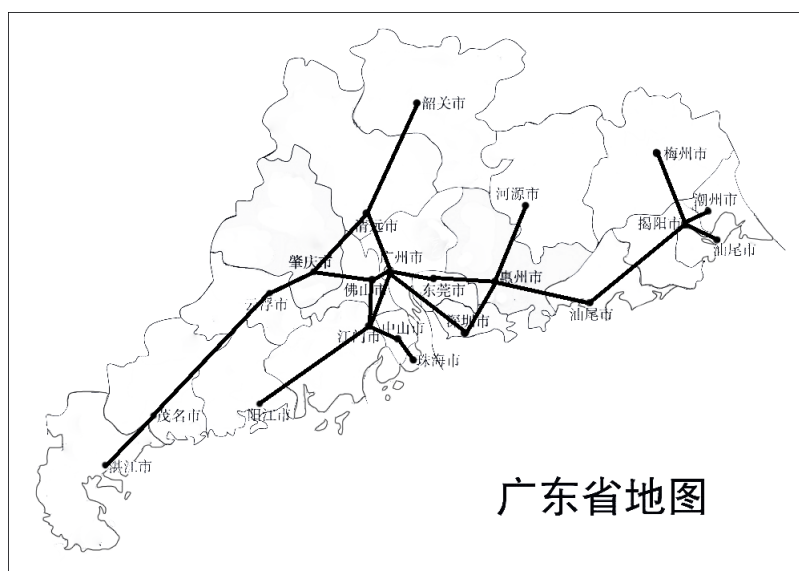 韶关市
梅州市
河源市
潮州市
清远市
揭阳市
汕尾市
广州市
肇庆市
惠州市
佛山市
东莞市
云浮市
汕尾市
深圳市
中山市
江门市
珠海市
茂名市
阳江市
湛江市
广东省地图